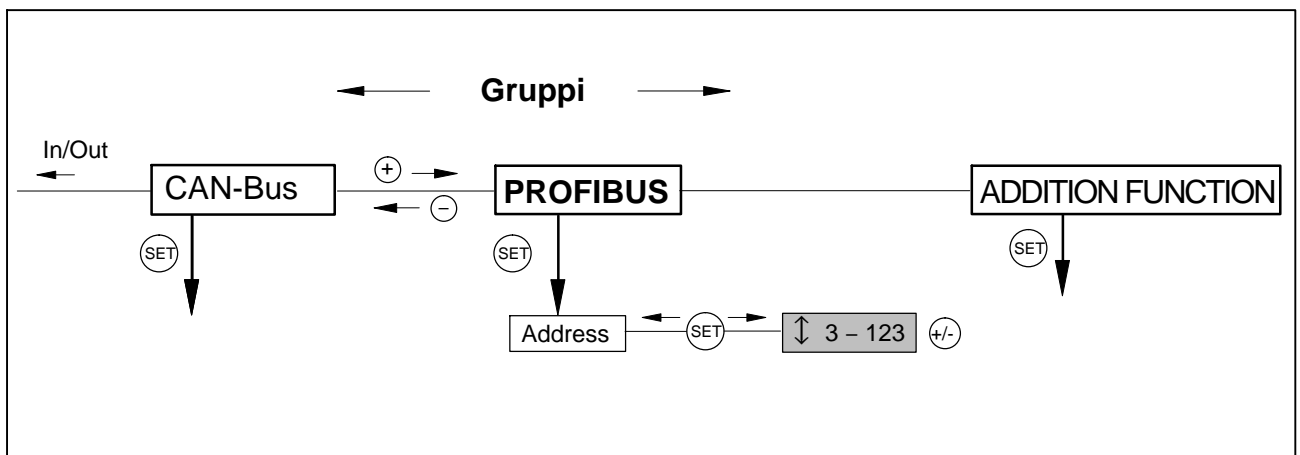 Gruppi
In/Out
CAN-Bus + − PROFIBUS ADDITION FUNCTION
SET SET SET
Address SET 3 – 123 +/-